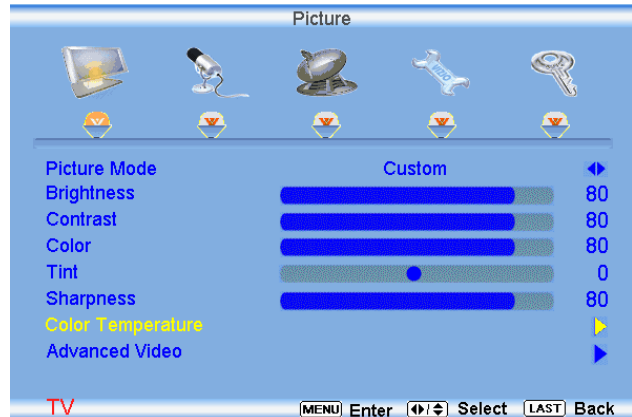 Picture
Picture Mode Custom
Brightness 80
Contrast 80
Color 80
Tint 0
Sharpness 80
Color Temperature
Advanced Video
TV MENU Enter Select LAST Back